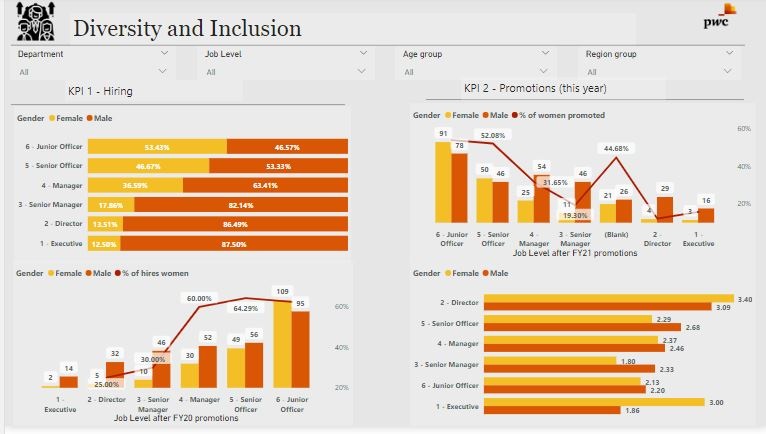 Diversity and Inclusion
pwc
Department
Job Level
Age group
Region group
All
All
All
All
KPI 1 - Hiring
KPI 2 - Promotions (this year)
Gender Female Male
6 - Junior Officer 53.43% 46.57%
5 - Senior Officer 46.67% 53.33%
4 - Manager 36.59% 63.41%
3 - Senior Manager 17.86% 82.14%
2 - Director 13.51% 86.49%
1 - Executive 12.50% 87.50%
Gender Female Male % of women promoted
91 78 52.08% 50 46 25 54 31.65% 11 46 19.30% 44.68% 21 26 4 29 3 16
60%
40%
20%
6 - Junior Officer
5 - Senior Officer
4 - Manager
3 - Senior Manager
(Blank)
2 - Director
1 - Executive
Job Level after FY21 promotions
Gender Female Male % of hires women
2 14 5 32 25.00% 10 46 30.00% 30 52 60.00% 49 56 64.29% 109 95
60%
40%
20%
1 - Executive
2 - Director
3 - Senior Manager
4 - Manager
5 - Senior Officer
6 - Junior Officer
Job Level after FY20 promotions
Gender Female Male
2 - Director 3.40 3.09
5 - Senior Officer 2.29 2.68
4 - Manager 2.37 2.46
3 - Senior Manager 1.80 2.33
6 - Junior Officer 2.13 2.20
1 - Executive 3.00 1.86